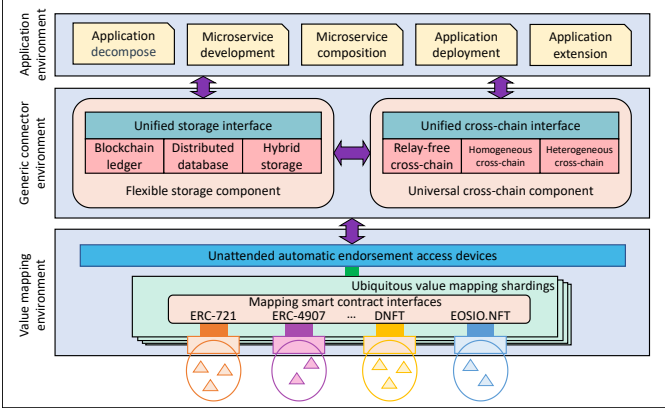 Application environment
Application
decompose
Microservice
development
Microservice
composition
Application
deployment
Application
extension
Generic connector environment
Unified storage interface
Blockchain
ledger
Distributed
database
Hybrid
storage
Flexible storage component
Unified cross-chain interface
Relay-free
cross-chain
Homogeneous
cross-chain
Heterogeneous
cross-chain
Universal cross-chain component
Value mapping environment
Unattended automatic endorsement access devices
Ubiquitous value mapping shardings
Mapping smart contract interfaces
ERC-721 ERC-4907 ... DNFT EOSIO.NFT